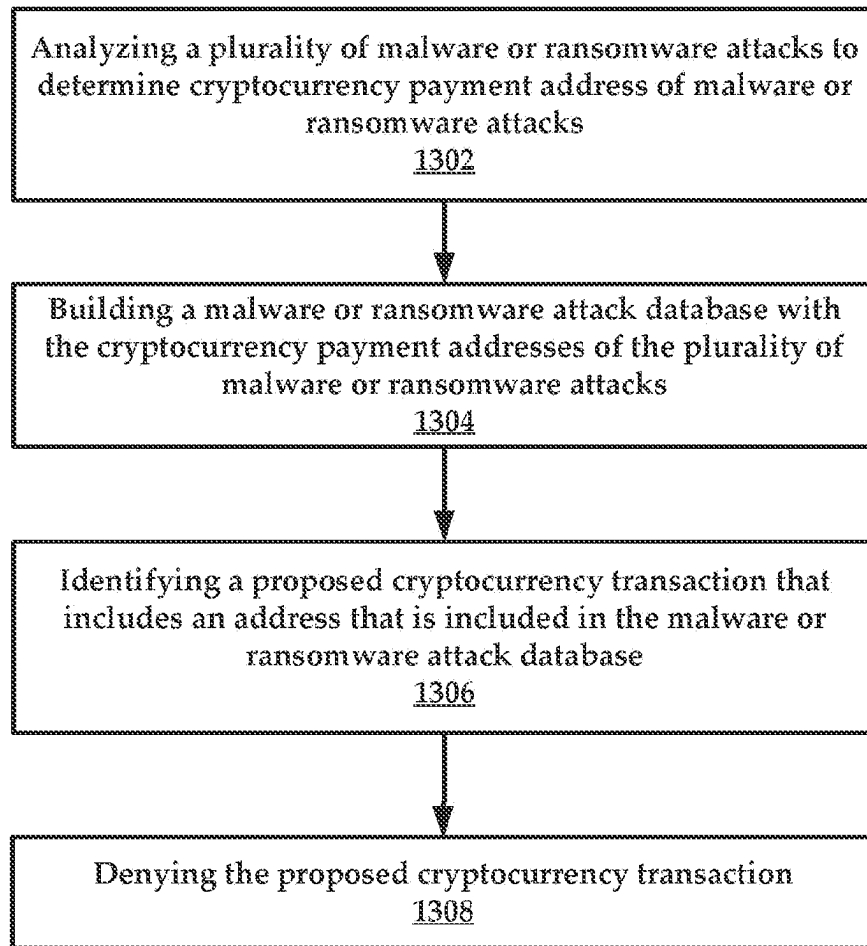 Analyzing a plurality of malware or ransomware attacks to
determine cryptocurrency payment address of malware or
ransomware attacks
1302
Building a malware or ransomware attack database with
the cryptocurrency payment addresses of the plurality of
malware or ransomware attacks
1304
Identifying a proposed cryptocurrency transaction that
includes an address that is included in the malware or
ransomware attack database
1306
Denying the proposed cryptocurrency transaction
1308